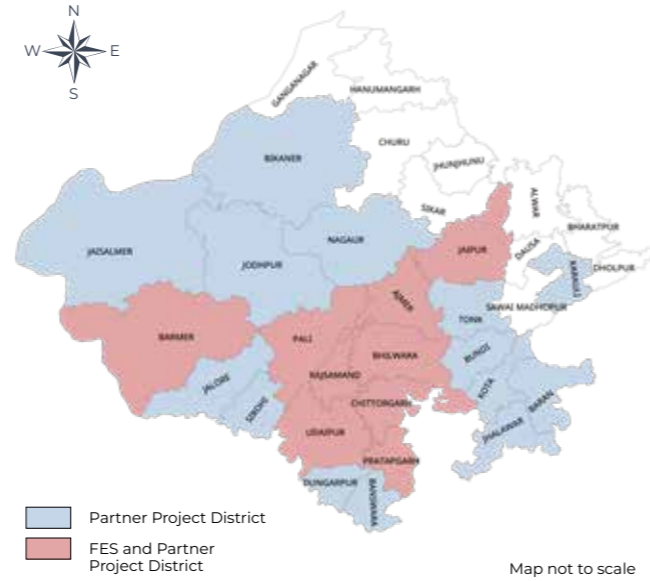 N
W E
S
GANGANAGAR
HANUMANGARH
CHURU
JHUNJHUNU
BIKANER
SIKAR
ALWAR
BHARATPUR
JAISALMER
JODHPUR
NAGAUR
JAIPUR
DAUSA
KARAULI
DHOLPUR
AJMER
SAWAI MADHOPUR
TONK
BARMER
PALI
BHILWARA
BUNDI
RAJSAMAND
JALORE
SIROHI
CHITTORGARH
KOTA
BARAN
JHALAWAR
UDAIPUR
PRATAPGARH
DUNGARPUR
BANSWARA
Partner Project District
FES and Partner
Project District
Map not to scale